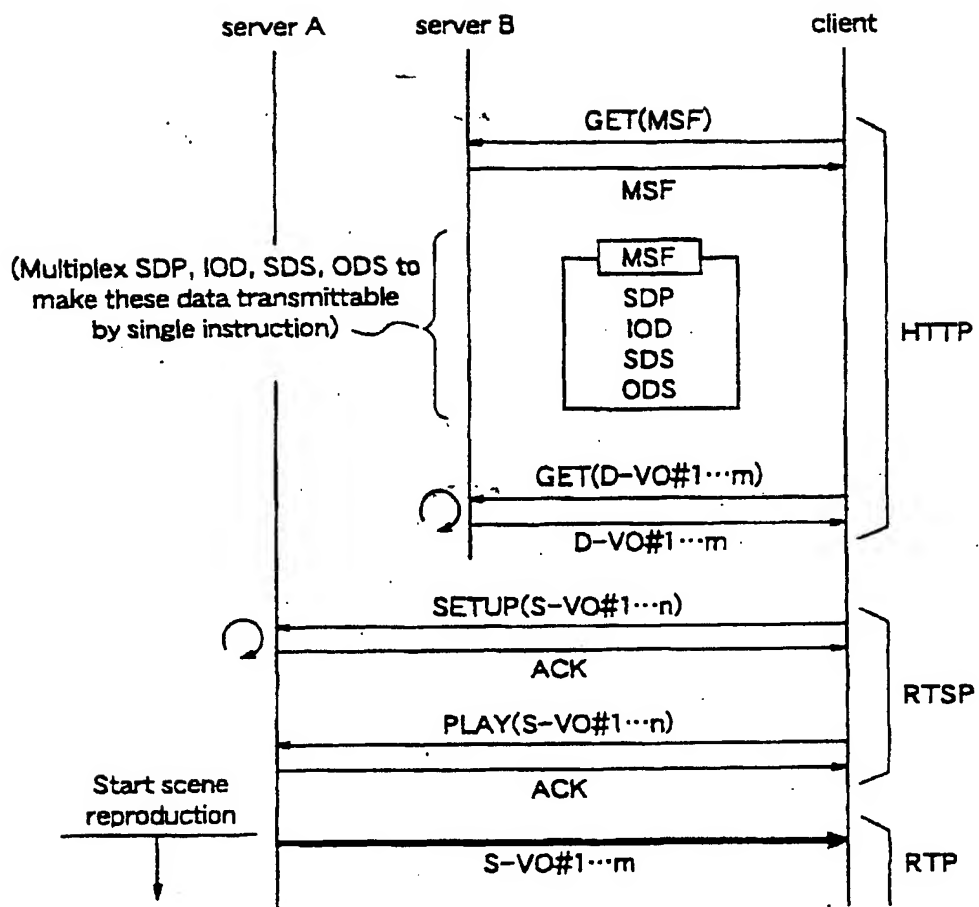 server A
server B
client
GET(MSF)
MSF
(Multiplex SDP, IOD, SDS, ODS to
make these data transmittable
by single instruction)
MSF
SDP
IOD
SDS
ODS
HTTP
GET(D-VO#1···m)
D-VO#1···m
SETUP(S-VO#1···n)
ACK
RTSP
PLAY(S-VO#1···n)
ACK
Start scene
reproduction
S-VO#1···m
RTP